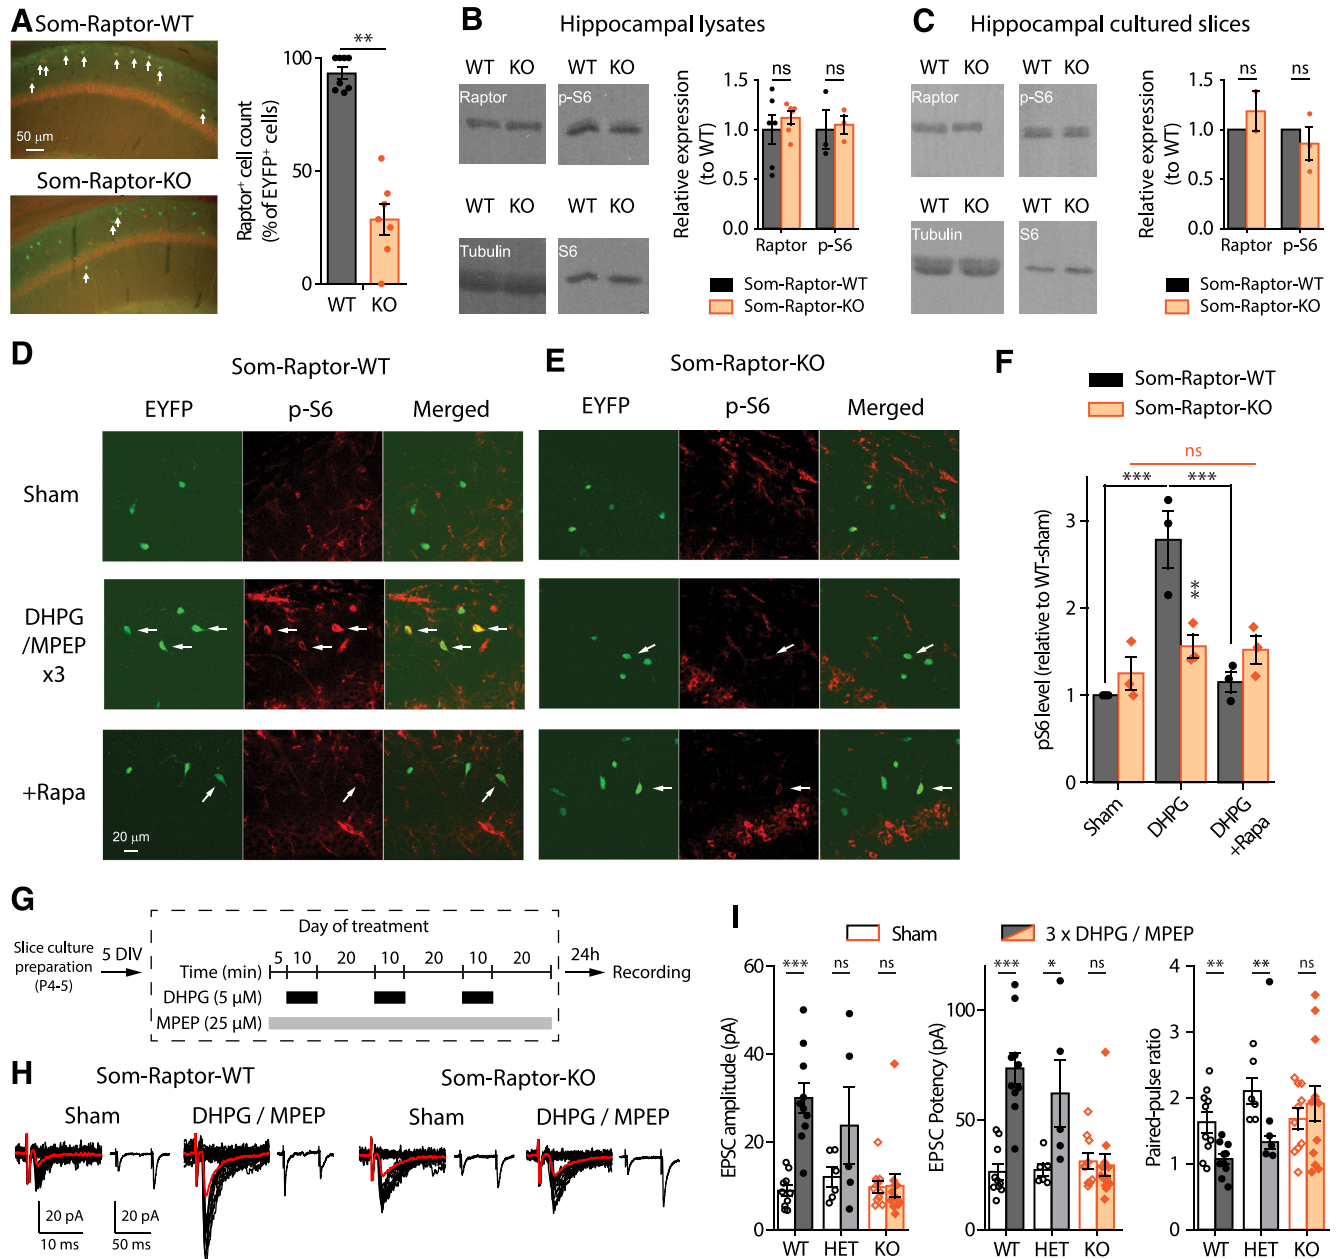 A
Som-Raptor-WT
50 µm
Som-Raptor-KO
Raptor⁺ cell count
(% of EYFP⁺ cells)
100
50
0
**
WT KO
B
Hippocampal lysates
WT KO WT KO
Raptor p-S6
WT KO WT KO
Tubulin S6
Relative expression
(to WT)
1.5
1.0
0.5
0.0
ns ns
Raptor p-S6
Som-Raptor-WT
Som-Raptor-KO
C
Hippocampal cultured slices
WT KO WT KO
Raptor p-S6
WT KO WT KO
Tubulin S6
Relative expression
(to WT)
1.5
1.0
0.5
0.0
ns ns
Raptor p-S6
Som-Raptor-WT
Som-Raptor-KO
D
Som-Raptor-WT
EYFP p-S6 Merged
E
Som-Raptor-KO
EYFP p-S6 Merged
Sham
DHPG
/MPEP
x3
+Rapa
20 µm
F
Som-Raptor-WT
Som-Raptor-KO
ns
*** ***
**
pS6 level (relative to WT-sham)
3
2
1
0
Sham
DHPG
DHPG
+Rapa
G
Slice culture
preparation
(P4-5)
5 DIV
Day of treatment
5 10 20 10 20 10 20
Time (min)
DHPG (5 µM)
MPEP (25 µM)
24h
Recording
H
Som-Raptor-WT Som-Raptor-KO
Sham DHPG / MPEP Sham DHPG / MPEP
20 pA
10 ms
20 pA
50 ms
I
Sham
3 x DHPG / MPEP
EPSC amplitude (pA)
60
40
20
0
*** ns ns
WT HET KO
EPSC Potency (pA)
100
50
0
*** * ns
WT HET KO
Paired-pulse ratio
4
3
2
1
0
** ** ns
WT HET KO